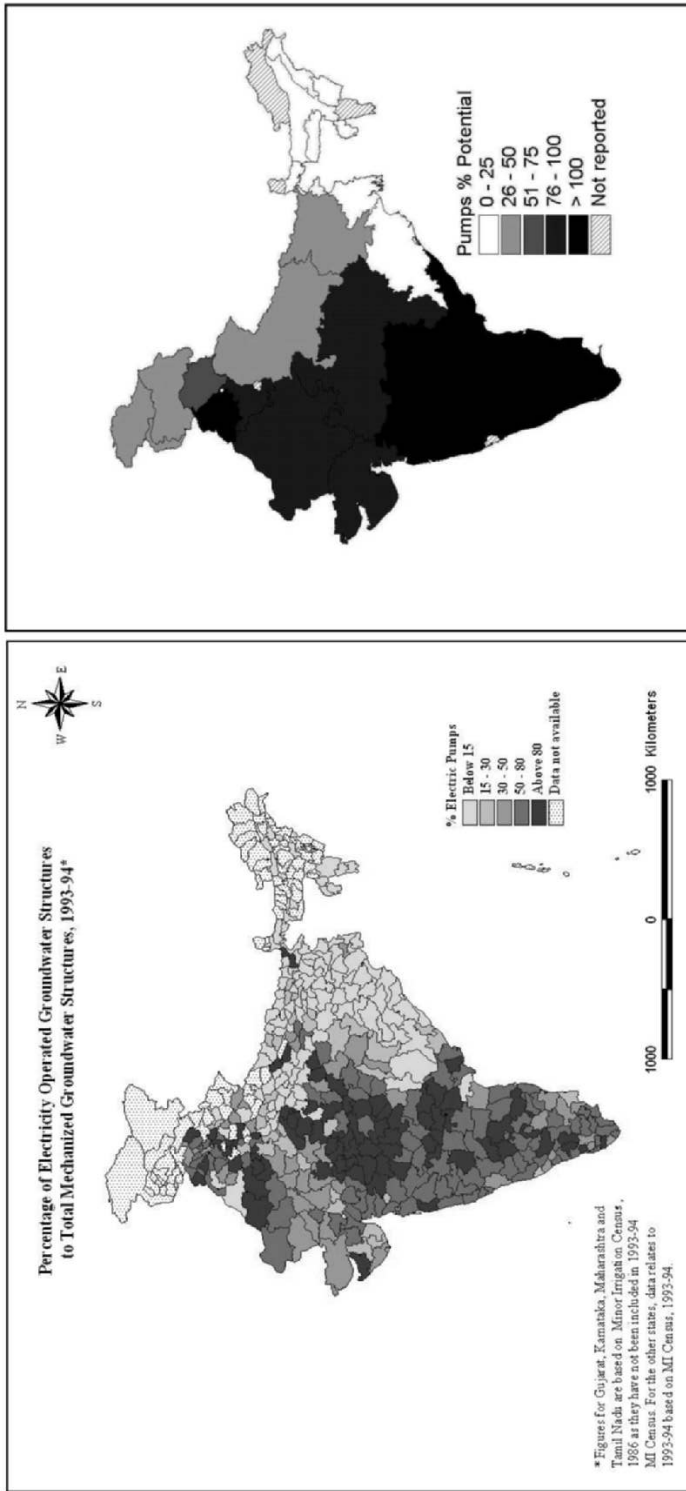 Percentage of Electricity Operated Groundwater Structures
to Total Mechanized Groundwater Structures, 1993-94*
N
W
E
S
% Electric Pumps
Below 15
15 - 30
30 - 50
50 - 80
Above 80
Data not available
1000
0
1000 Kilometers
* Figures for Gujarat, Karnataka, Maharashtra and
Tamil Nadu are based on Minor Irrigation Census,
1986 as they have not been included in 1993-94
MI Census. For the other states, data relates to
1993-94 based on MI Census, 1993-94.
Pumps % Potential
0 - 25
26 - 50
51 - 75
76 - 100
> 100
Not reported